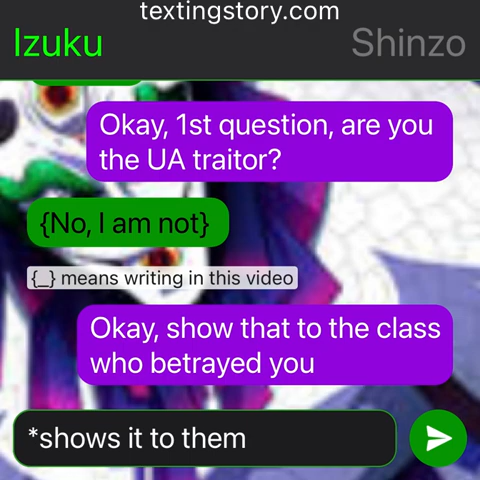 textingstory.com
Izuku
Shinzo
Okay, 1st question, are you
the UA traitor?
{No, I am not}
{_} means writing in this video
Okay, show that to the class
who betrayed you
*shows it to them